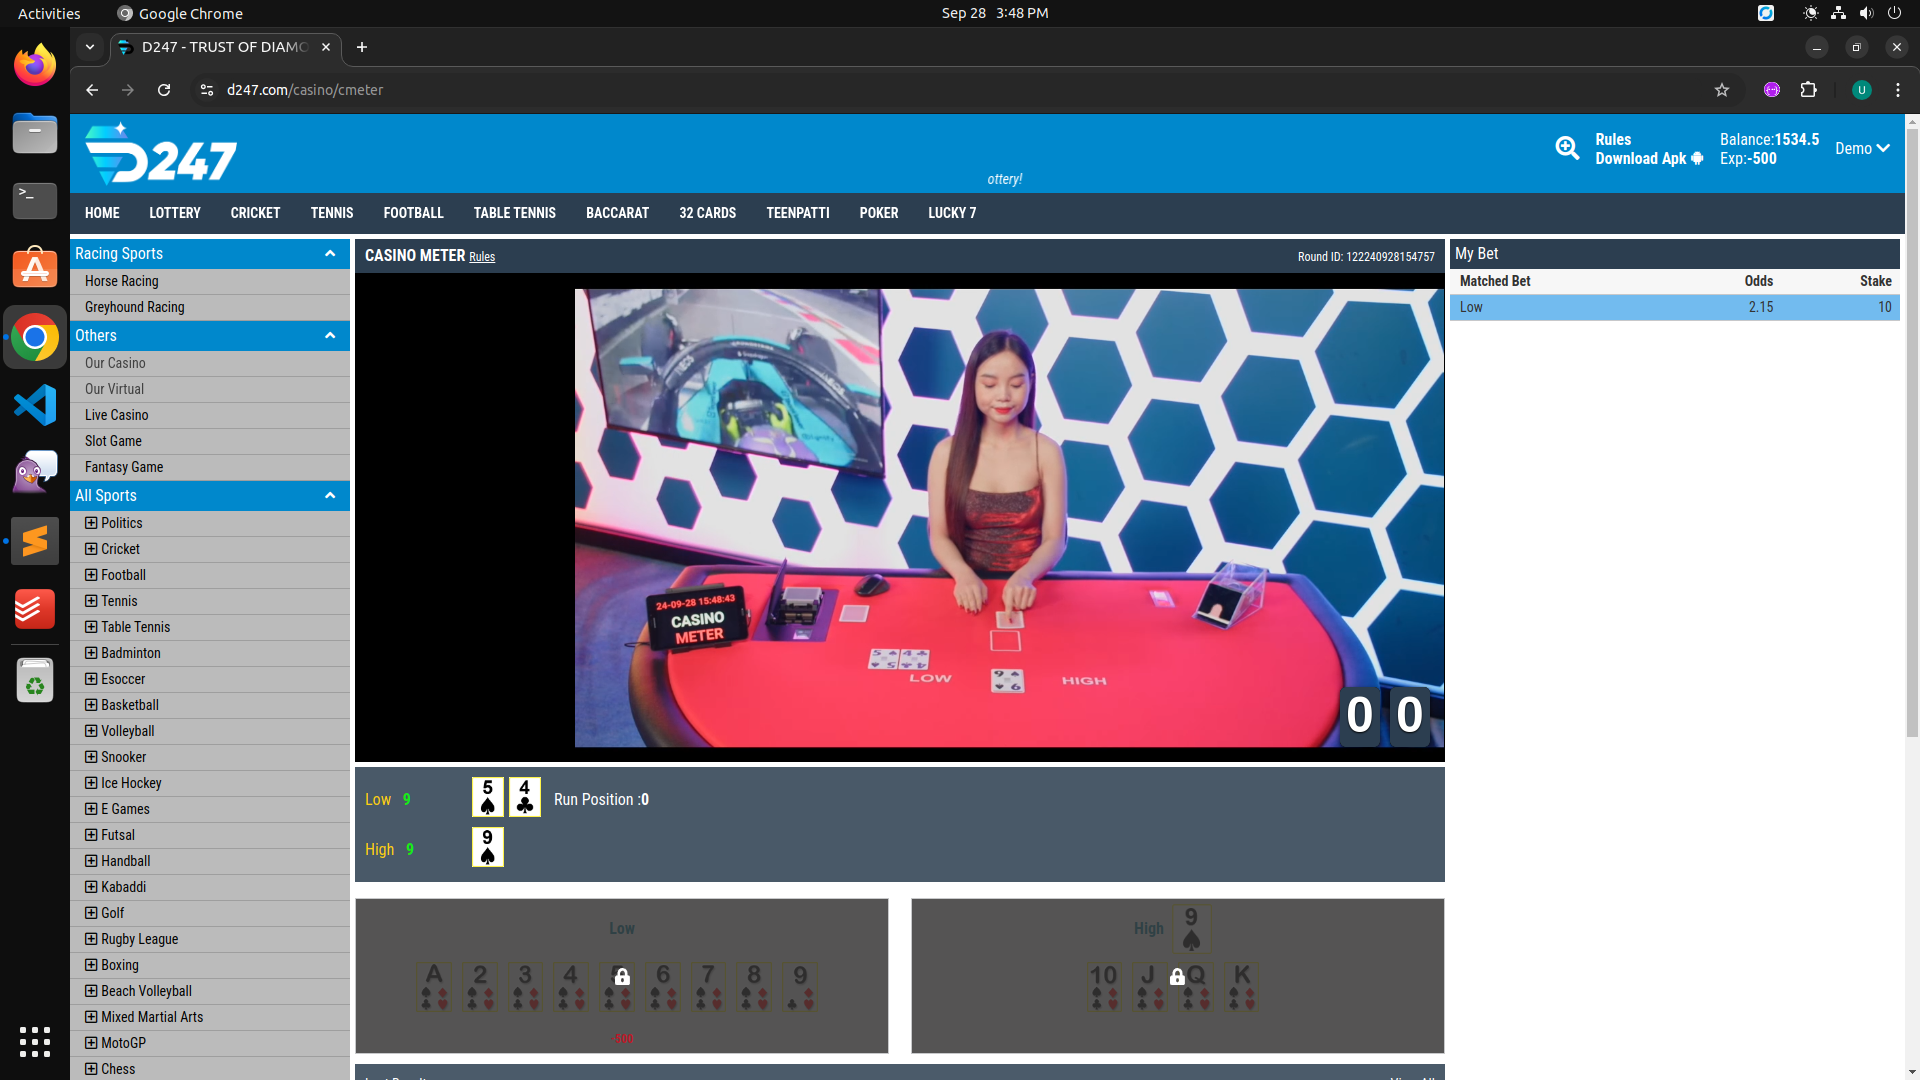 Activities
Google Chrome
Sep 28 3:48 PM
D247 - TRUST OF DIAMO
d247.com/casino/cmeter
U
D247
ottery!
Rules
Download Apk
Balance:1534.5
Exp:-500
Demo
HOME
LOTTERY
CRICKET
TENNIS
FOOTBALL
TABLE TENNIS
BACCARAT
32 CARDS
TEENPATTI
POKER
LUCKY 7
Racing Sports
Horse Racing
Greyhound Racing
Others
Our Casino
Our Virtual
Live Casino
Slot Game
Fantasy Game
All Sports
Politics
Cricket
Football
Tennis
Table Tennis
Badminton
Esoccer
Basketball
Volleyball
Snooker
Ice Hockey
E Games
Futsal
Handball
Kabaddi
Golf
Rugby League
Boxing
Beach Volleyball
Mixed Martial Arts
MotoGP
Chess
CASINO METER Rules
Round ID: 122240928154757
24-09-28 15:48:43
CASINO
METER
LOW
HIGH
0 0
Low 9
5 4
Run Position :0
High 9
9
Low
A 2 3 4 5 6 7 8 9
-500
High 9
10 J Q K
My Bet
Matched Bet Odds Stake
Low 2.15 10